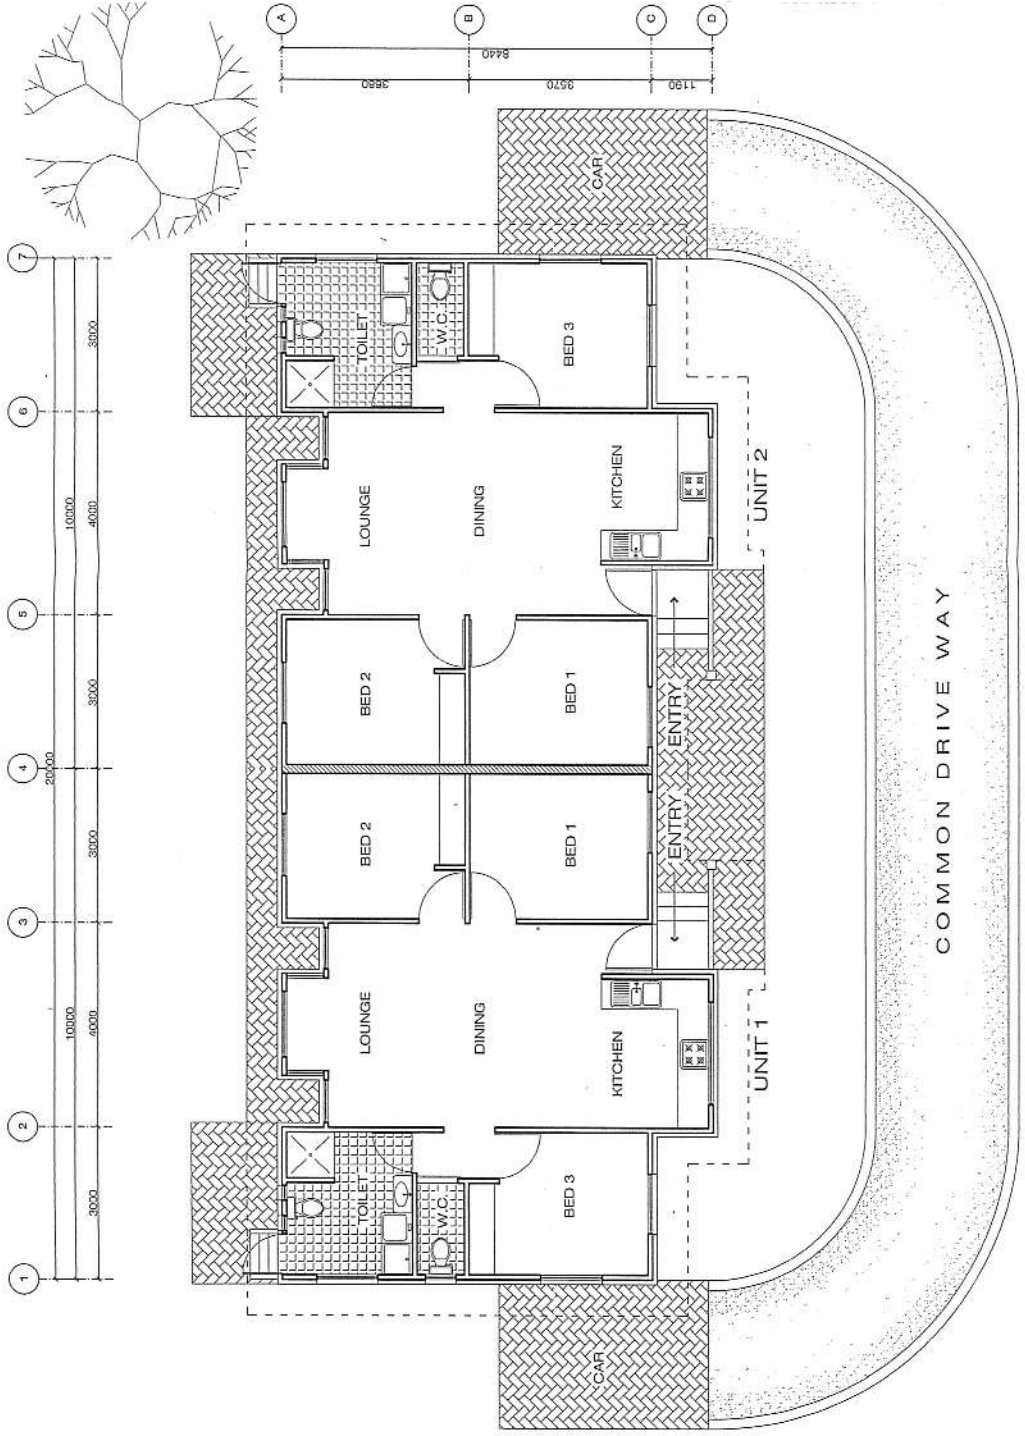 1 2 3 4 5 6 7
20000
10000 10000
3000 4000 3000 3000 4000 3000
A
TOILET LOUNGE BED 2 BED 2 LOUNGE TOILET
3680
W.C. W.C.
B
DINING DINING
8440
BED 3 BED 1 BED 1 BED 3
3570
CAR CAR
KITCHEN KITCHEN
C
ENTRY ENTRY
1190
D
UNIT 1 UNIT 2
COMMON DRIVE WAY